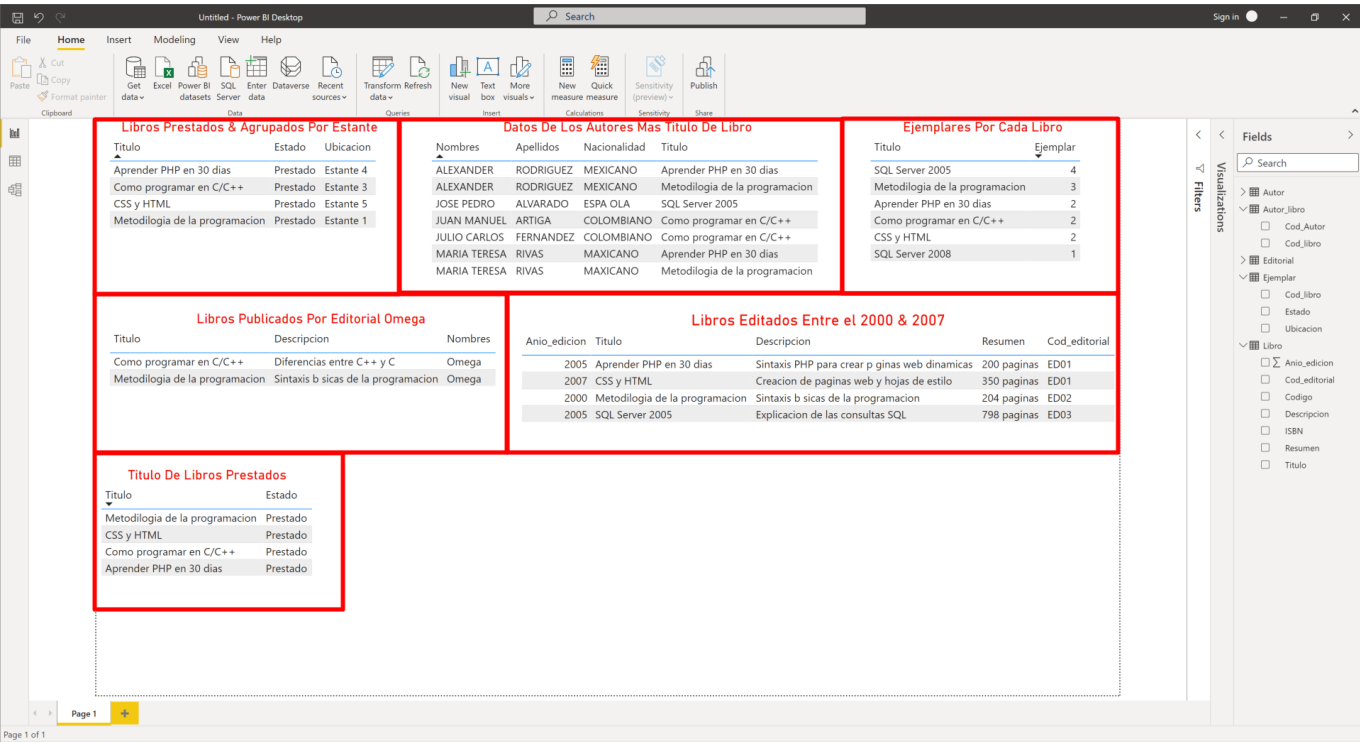 Untitled - Power BI Desktop
Search
Sign in
File Home Insert Modeling View Help
Paste
Cut
Copy
Format painter
Get data
Excel
Power BI datasets
SQL Server
Enter data
Dataverse
Recent sources
Transform data
Refresh
New visual
Text box
More visuals
New measure
Quick measure
Sensitivity (preview)
Publish
Clipboard Data Queries Insert Calculations Sensitivity Share
Libros Prestados & Agrupados Por Estante
Titulo Estado Ubicacion
Aprender PHP en 30 dias Prestado Estante 4
Como programar en C/C++ Prestado Estante 3
CSS y HTML Prestado Estante 5
Metodilogia de la programacion Prestado Estante 1
Datos De Los Autores Mas Titulo De Libro
Nombres Apellidos Nacionalidad Titulo
ALEXANDER RODRIGUEZ MEXICANO Aprender PHP en 30 dias
ALEXANDER RODRIGUEZ MEXICANO Metodilogia de la programacion
JOSE PEDRO ALVARADO ESPA OLA SQL Server 2005
JUAN MANUEL ARTIGA COLOMBIANO Como programar en C/C++
JULIO CARLOS FERNANDEZ COLOMBIANO Como programar en C/C++
MARIA TERESA RIVAS MAXICANO Aprender PHP en 30 dias
MARIA TERESA RIVAS MAXICANO Metodilogia de la programacion
Ejemplares Por Cada Libro
Titulo Ejemplar
SQL Server 2005 4
Metodilogia de la programacion 3
Aprender PHP en 30 dias 2
Como programar en C/C++ 2
CSS y HTML 2
SQL Server 2008 1
Libros Publicados Por Editorial Omega
Titulo Descripcion Nombres
Como programar en C/C++ Diferencias entre C++ y C Omega
Metodilogia de la programacion Sintaxis b sicas de la programacion Omega
Libros Editados Entre el 2000 & 2007
Anio_edicion Titulo Descripcion Resumen Cod_editorial
2005 Aprender PHP en 30 dias Sintaxis PHP para crear p ginas web dinamicas 200 paginas ED01
2007 CSS y HTML Creacion de paginas web y hojas de estilo 350 paginas ED01
2000 Metodilogia de la programacion Sintaxis b sicas de la programacion 204 paginas ED02
2005 SQL Server 2005 Explicacion de las consultas SQL 798 paginas ED03
Titulo De Libros Prestados
Titulo Estado
Metodilogia de la programacion Prestado
CSS y HTML Prestado
Como programar en C/C++ Prestado
Aprender PHP en 30 dias Prestado
Filters
Visualizations
Fields
Search
Autor
Autor_libro
Cod_Autor
Cod_libro
Editorial
Ejemplar
Cod_libro
Estado
Ubicacion
Libro
Anio_edicion
Cod_editorial
Codigo
Descripcion
ISBN
Resumen
Titulo
Page 1
Page 1 of 1